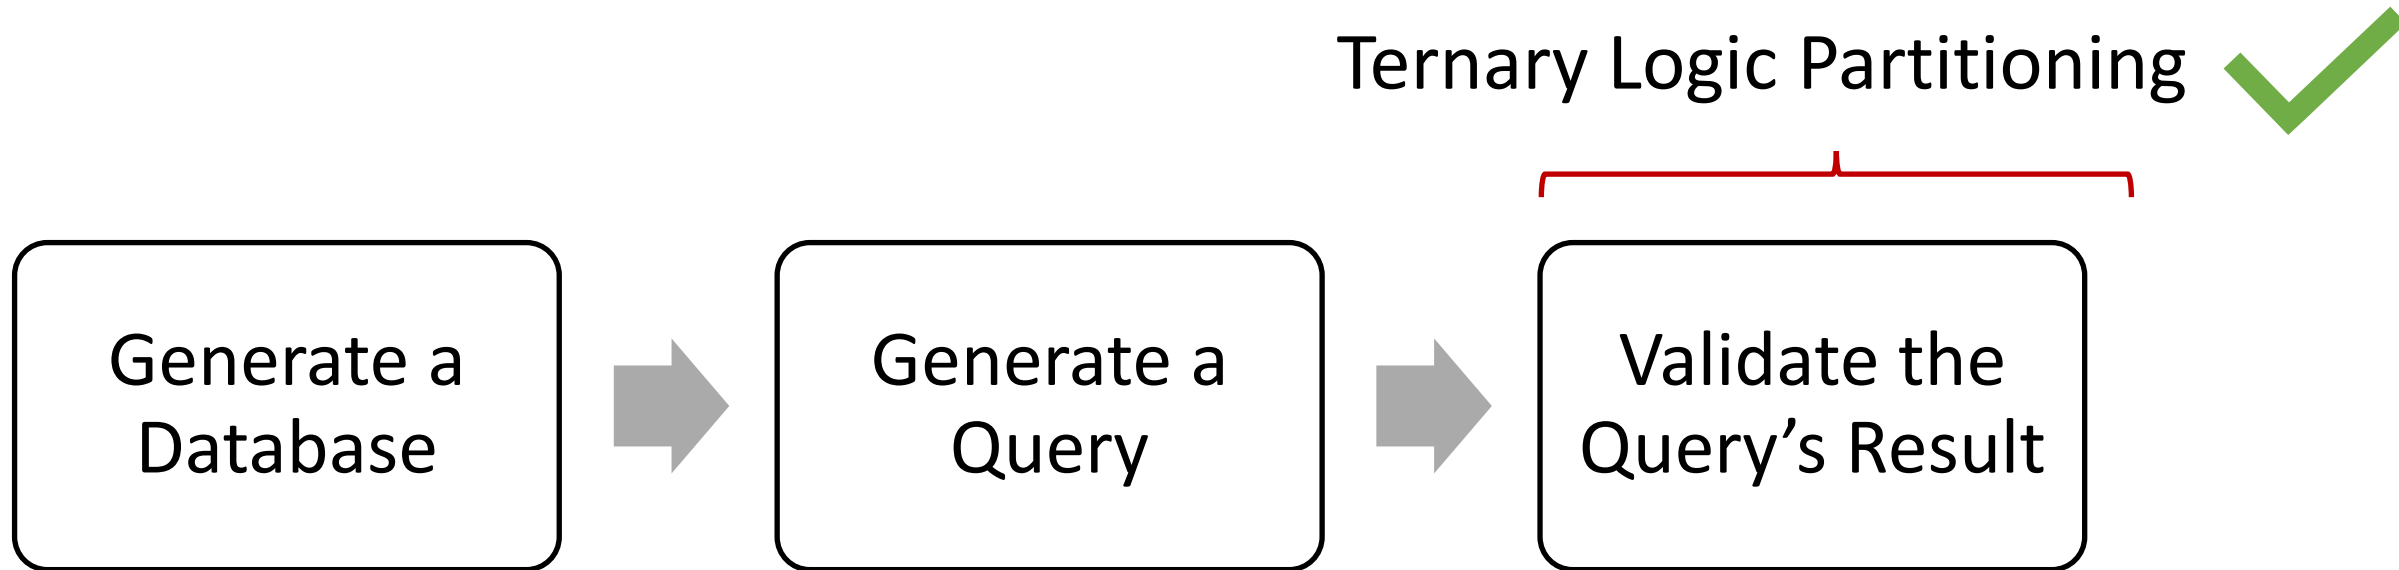 Ternary Logic Partitioning
Generate a
Database
Generate a
Query
Validate the
Query’s Result